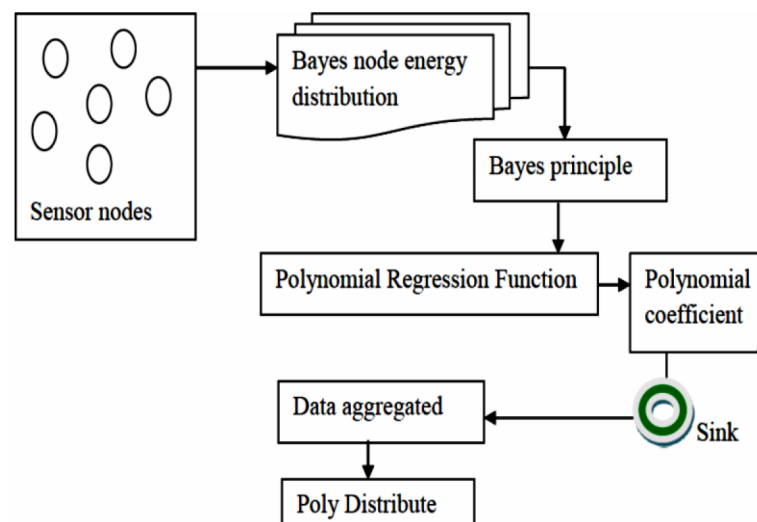 Sensor nodes
Bayes node energy
distribution
Bayes principle
Polynomial Regression Function
Polynomial
coefficient
Sink
Data aggregated
Poly Distribute